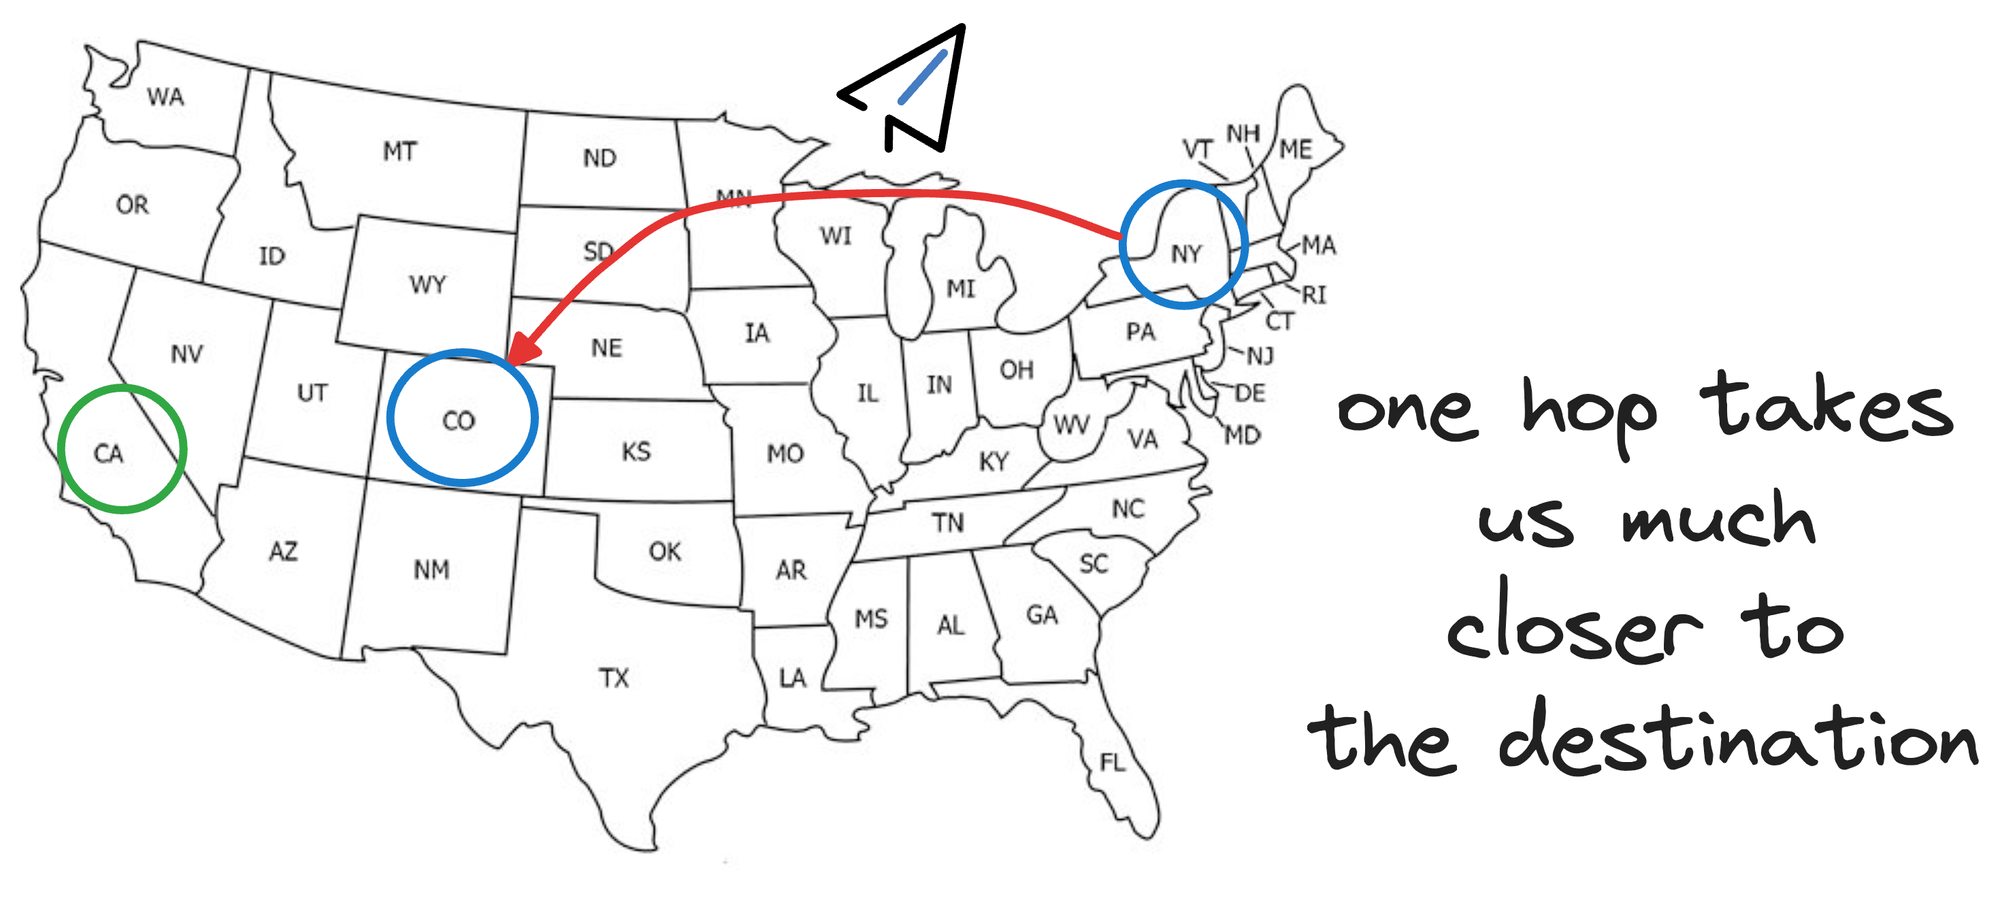 WA
MT
ND
MN
OR
ID
WY
SD
WI
MI
NY
VT
NH
ME
MA
RI
CT
NJ
DE
MD
PA
NV
UT
CO
NE
IA
IL
IN
OH
WV
VA
CA
KS
MO
KY
AZ
NM
OK
AR
TN
NC
SC
TX
LA
MS
AL
GA
FL
one hop takes
us much
closer to
the destination